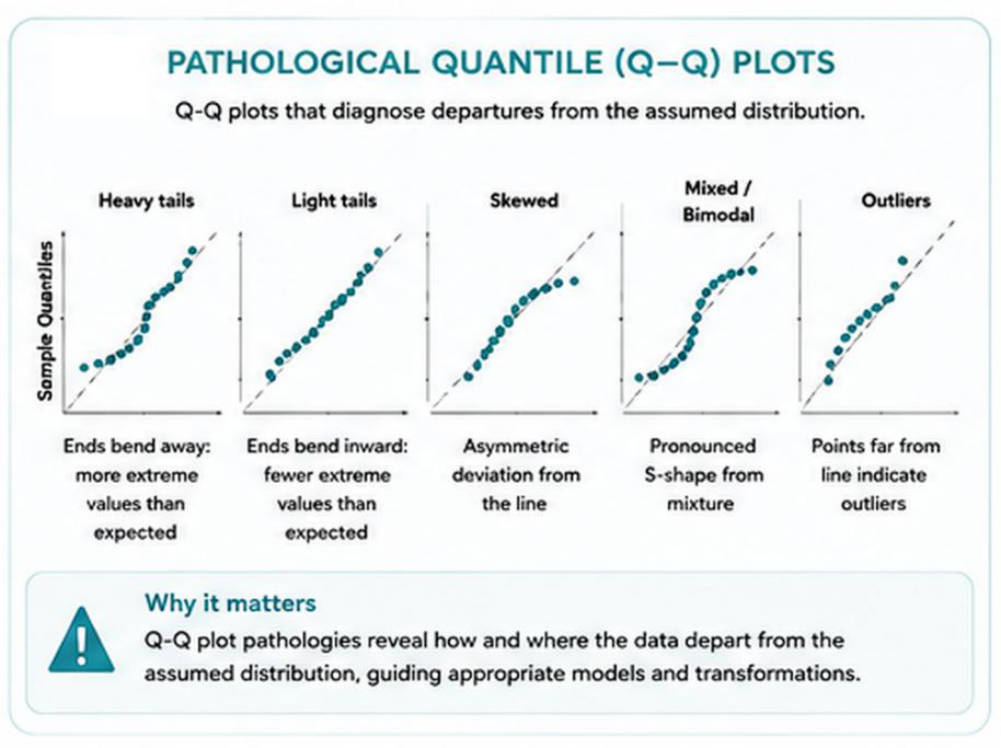 PATHOLOGICAL QUANTILE (Q–Q) PLOTS
Q-Q plots that diagnose departures from the assumed distribution.
Heavy tails
Light tails
Skewed
Mixed /
Bimodal
Outliers
Sample Quantiles
Ends bend away:
more extreme
values than
expected
Ends bend inward:
fewer extreme
values than
expected
Asymmetric
deviation from
the line
Pronounced
S-shape from
mixture
Points far from
line indicate
outliers
Why it matters
Q-Q plot pathologies reveal how and where the data depart from the
assumed distribution, guiding appropriate models and transformations.